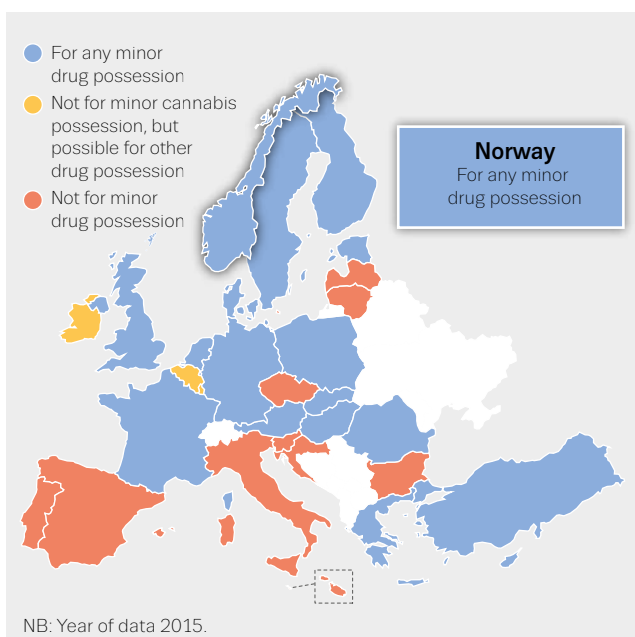 For any minor
drug possession
Not for minor cannabis
possession, but
possible for other
drug possession
Not for minor
drug possession
Norway
For any minor
drug possession
NB: Year of data 2015.